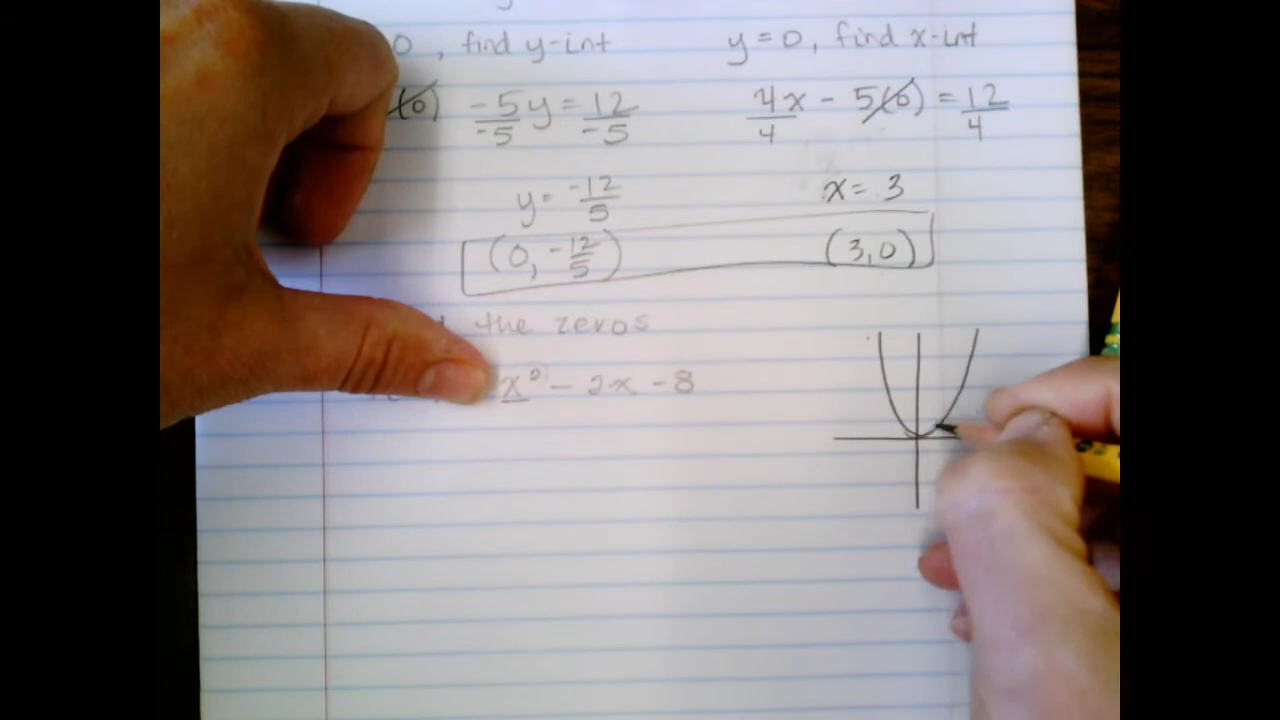 0 , find y-int y = 0, find x-int
(0) -5y = 12 4x - 5(0) = 12
-5 -5 4 4
y = -12/5 x = 3
(0, -12/5) (3,0)
the zeros
x² - 2x - 8